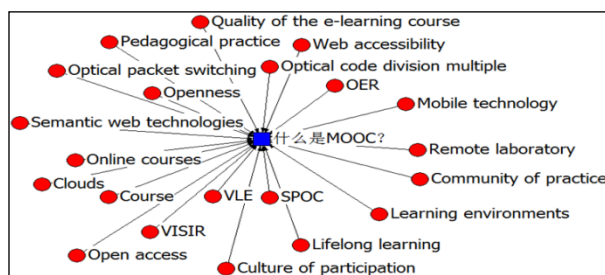 Quality of the e-learning course
Pedagogical practice
Web accessibility
Optical packet switching
Optical code division multiple
Openness
OER
Mobile technology
Semantic web technologies
什么是MOOC?
Remote laboratory
Online courses
Community of practice
Clouds
Course
VLE
SPOC
Learning environments
VISIR
Lifelong learning
Open access
Culture of participation